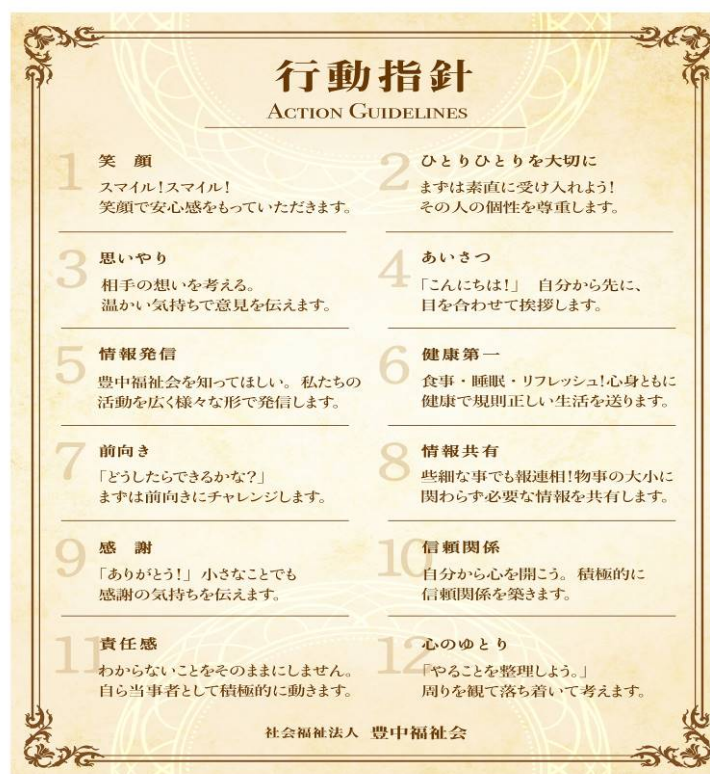 行動指針
ACTION GUIDELINES
1 笑 顔
スマイル!スマイル!
笑顔で安心感をもっていただきます。
2 ひとりひとりを大切に
まずは素直に受け入れよう!
その人の個性を尊重します。
3 思いやり
相手の想いを考える。
温かい気持ちで意見を伝えます。
4 あいさつ
「こんにちは!」 自分から先に、
目を合わせて挨拶します。
5 情報発信
豊中福祉会を知ってほしい。私たちの
活動を広く様々な形で発信します。
6 健康第一
食事・睡眠・リフレッシュ!心身ともに
健康で規則正しい生活を送ります。
7 前向き
「どうしたらできるかな?」
まずは前向きにチャレンジします。
8 情報共有
些細な事でも報連相!物事の大小に
関わらず必要な情報を共有します。
9 感 謝
「ありがとう!」 小さなことでも
感謝の気持ちを伝えます。
10 信頼関係
自分から心を開こう。積極的に
信頼関係を築きます。
11 責任感
わからないことをそのままにしません。
自ら当事者として積極的に動きます。
12 心のゆとり
「やることを整理しよう。」
周りを観て落ち着いて考えます。
社会福祉法人 豊中福祉会